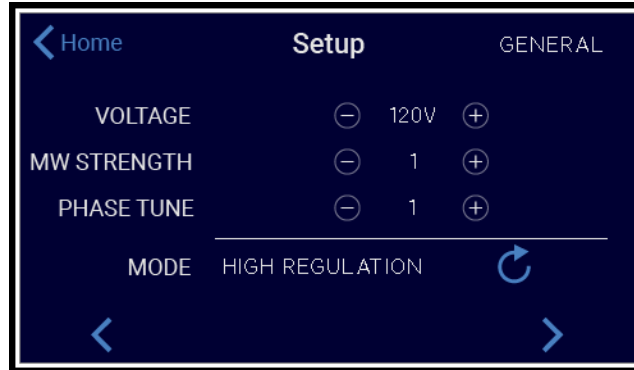 Home Setup GENERAL
VOLTAGE 120V
MW STRENGTH 1
PHASE TUNE 1
MODE HIGH REGULATION